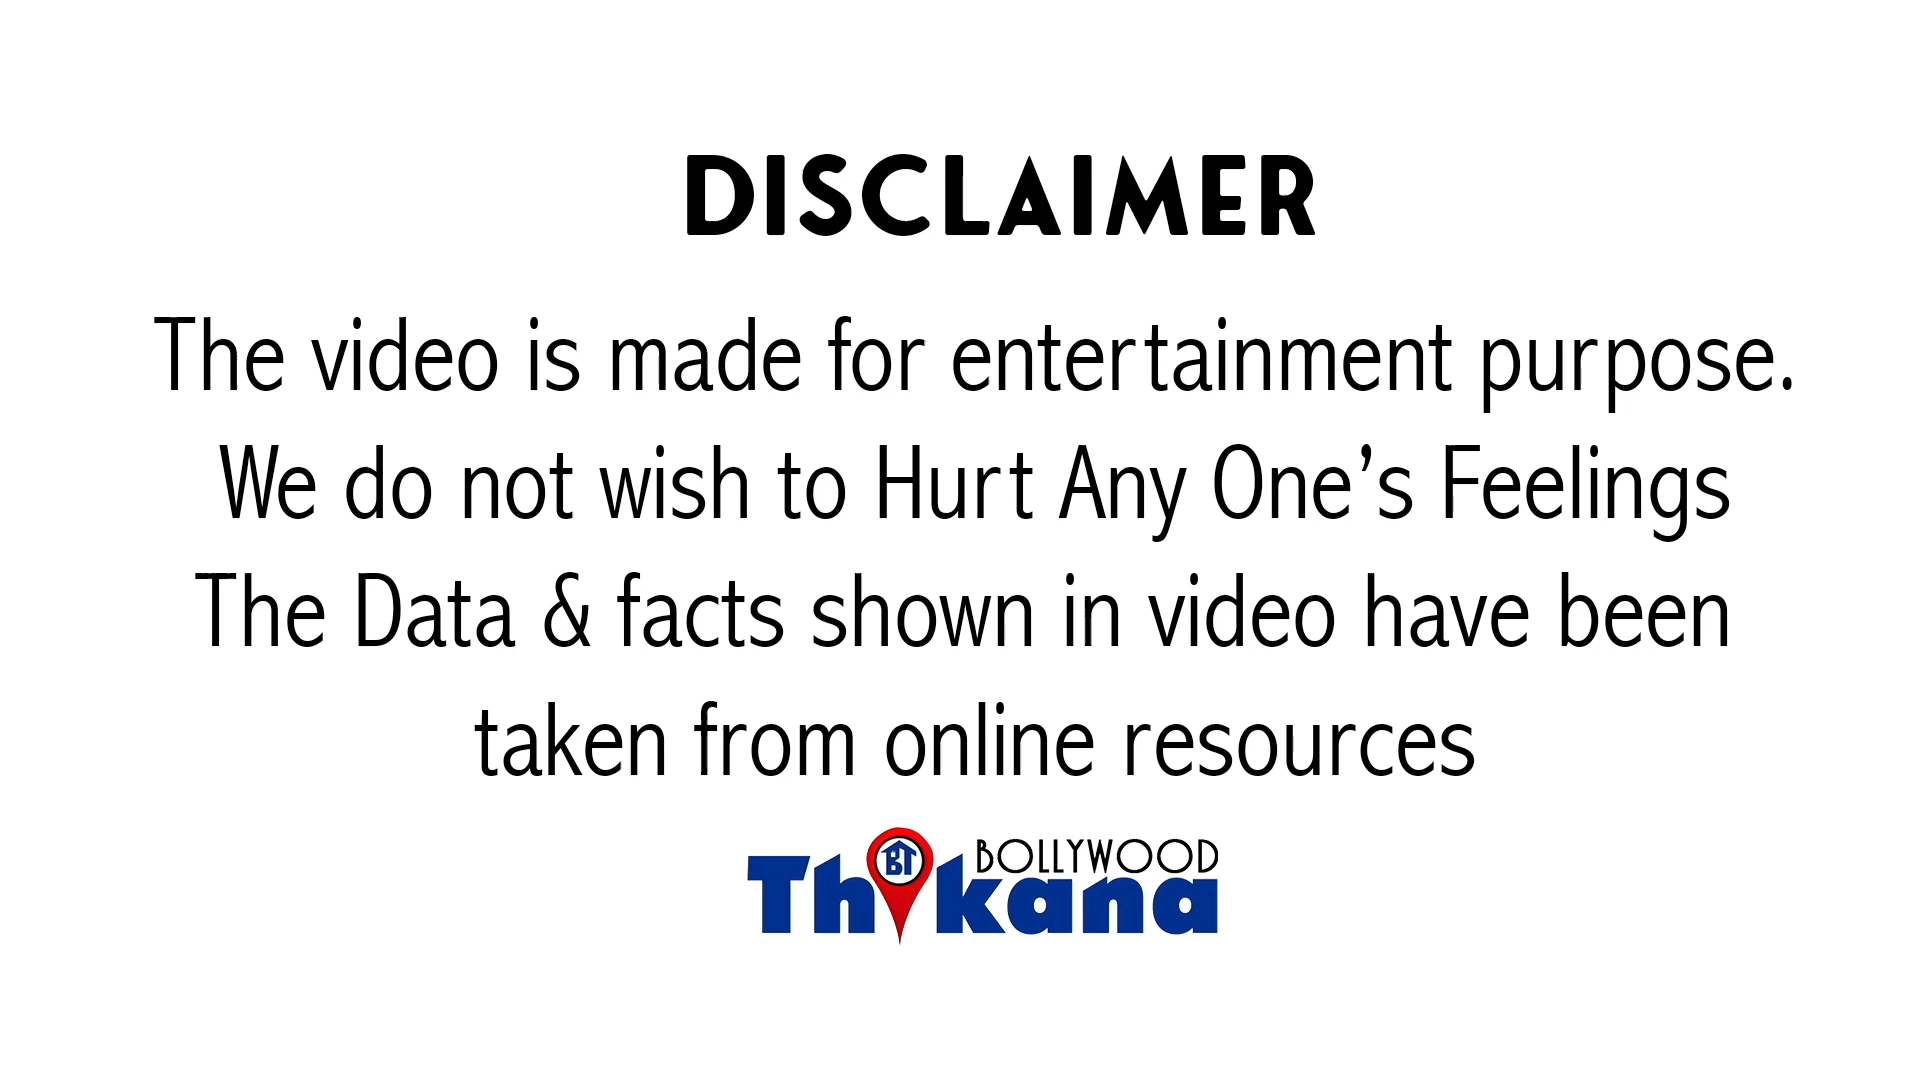 DISCLAIMER
The video is made for entertainment purpose.
We do not wish to Hurt Any One’s Feelings
The Data & facts shown in video have been
taken from online resources
BOLLYWOOD
BT
Thikana